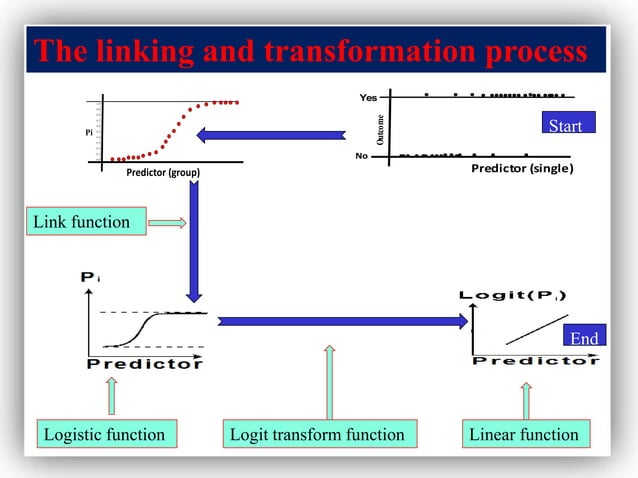 The linking and transformation process
Pi
Predictor (group)
Yes
Outcome
No
Predictor (single)
Start
Link function
Pi
Predictor
Logit(Pi)
Predictor
End
Logistic function
Logit transform function
Linear function